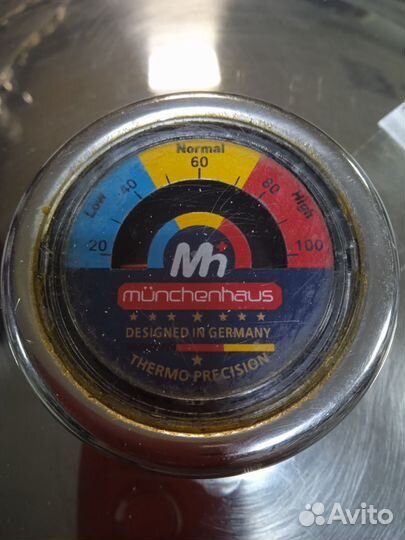 Normal
60
Low 40 80 High
20 100
Mh
münchenhaus
DESIGNED IN GERMANY
THERMO PRECISION
Avito